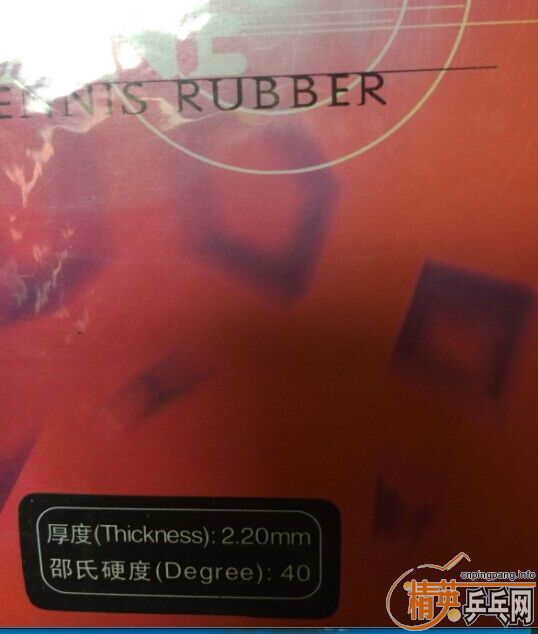 ENNIS RUBBER
厚度(Thickness): 2.20mm
邵氏硬度(Degree): 40
cnpingpang.info
精英乒乓网